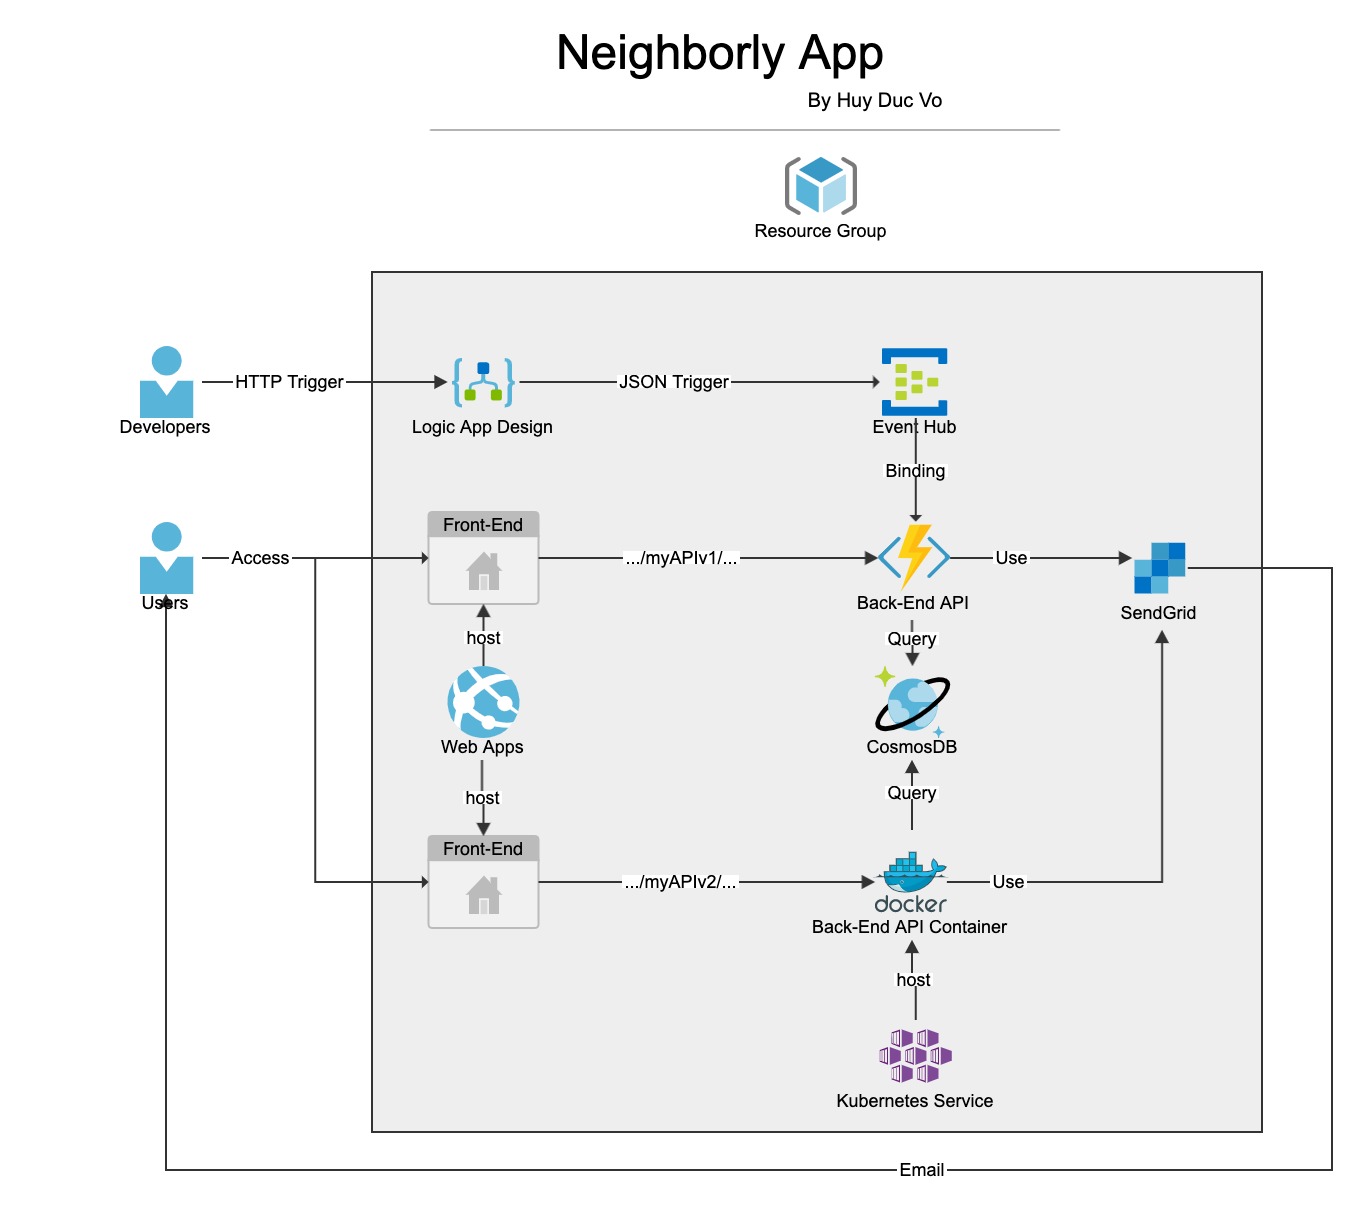 Neighborly App
By Huy Duc Vo
Resource Group
HTTP Trigger
JSON Trigger
Developers
Logic App Design
Event Hub
Binding
Front-End
Access
.../myAPIv1/...
Use
Users
Back-End API
SendGrid
host
Query
Web Apps
CosmosDB
host
Query
Front-End
.../myAPIv2/...
docker
Use
Back-End API Container
host
Kubernetes Service
Email